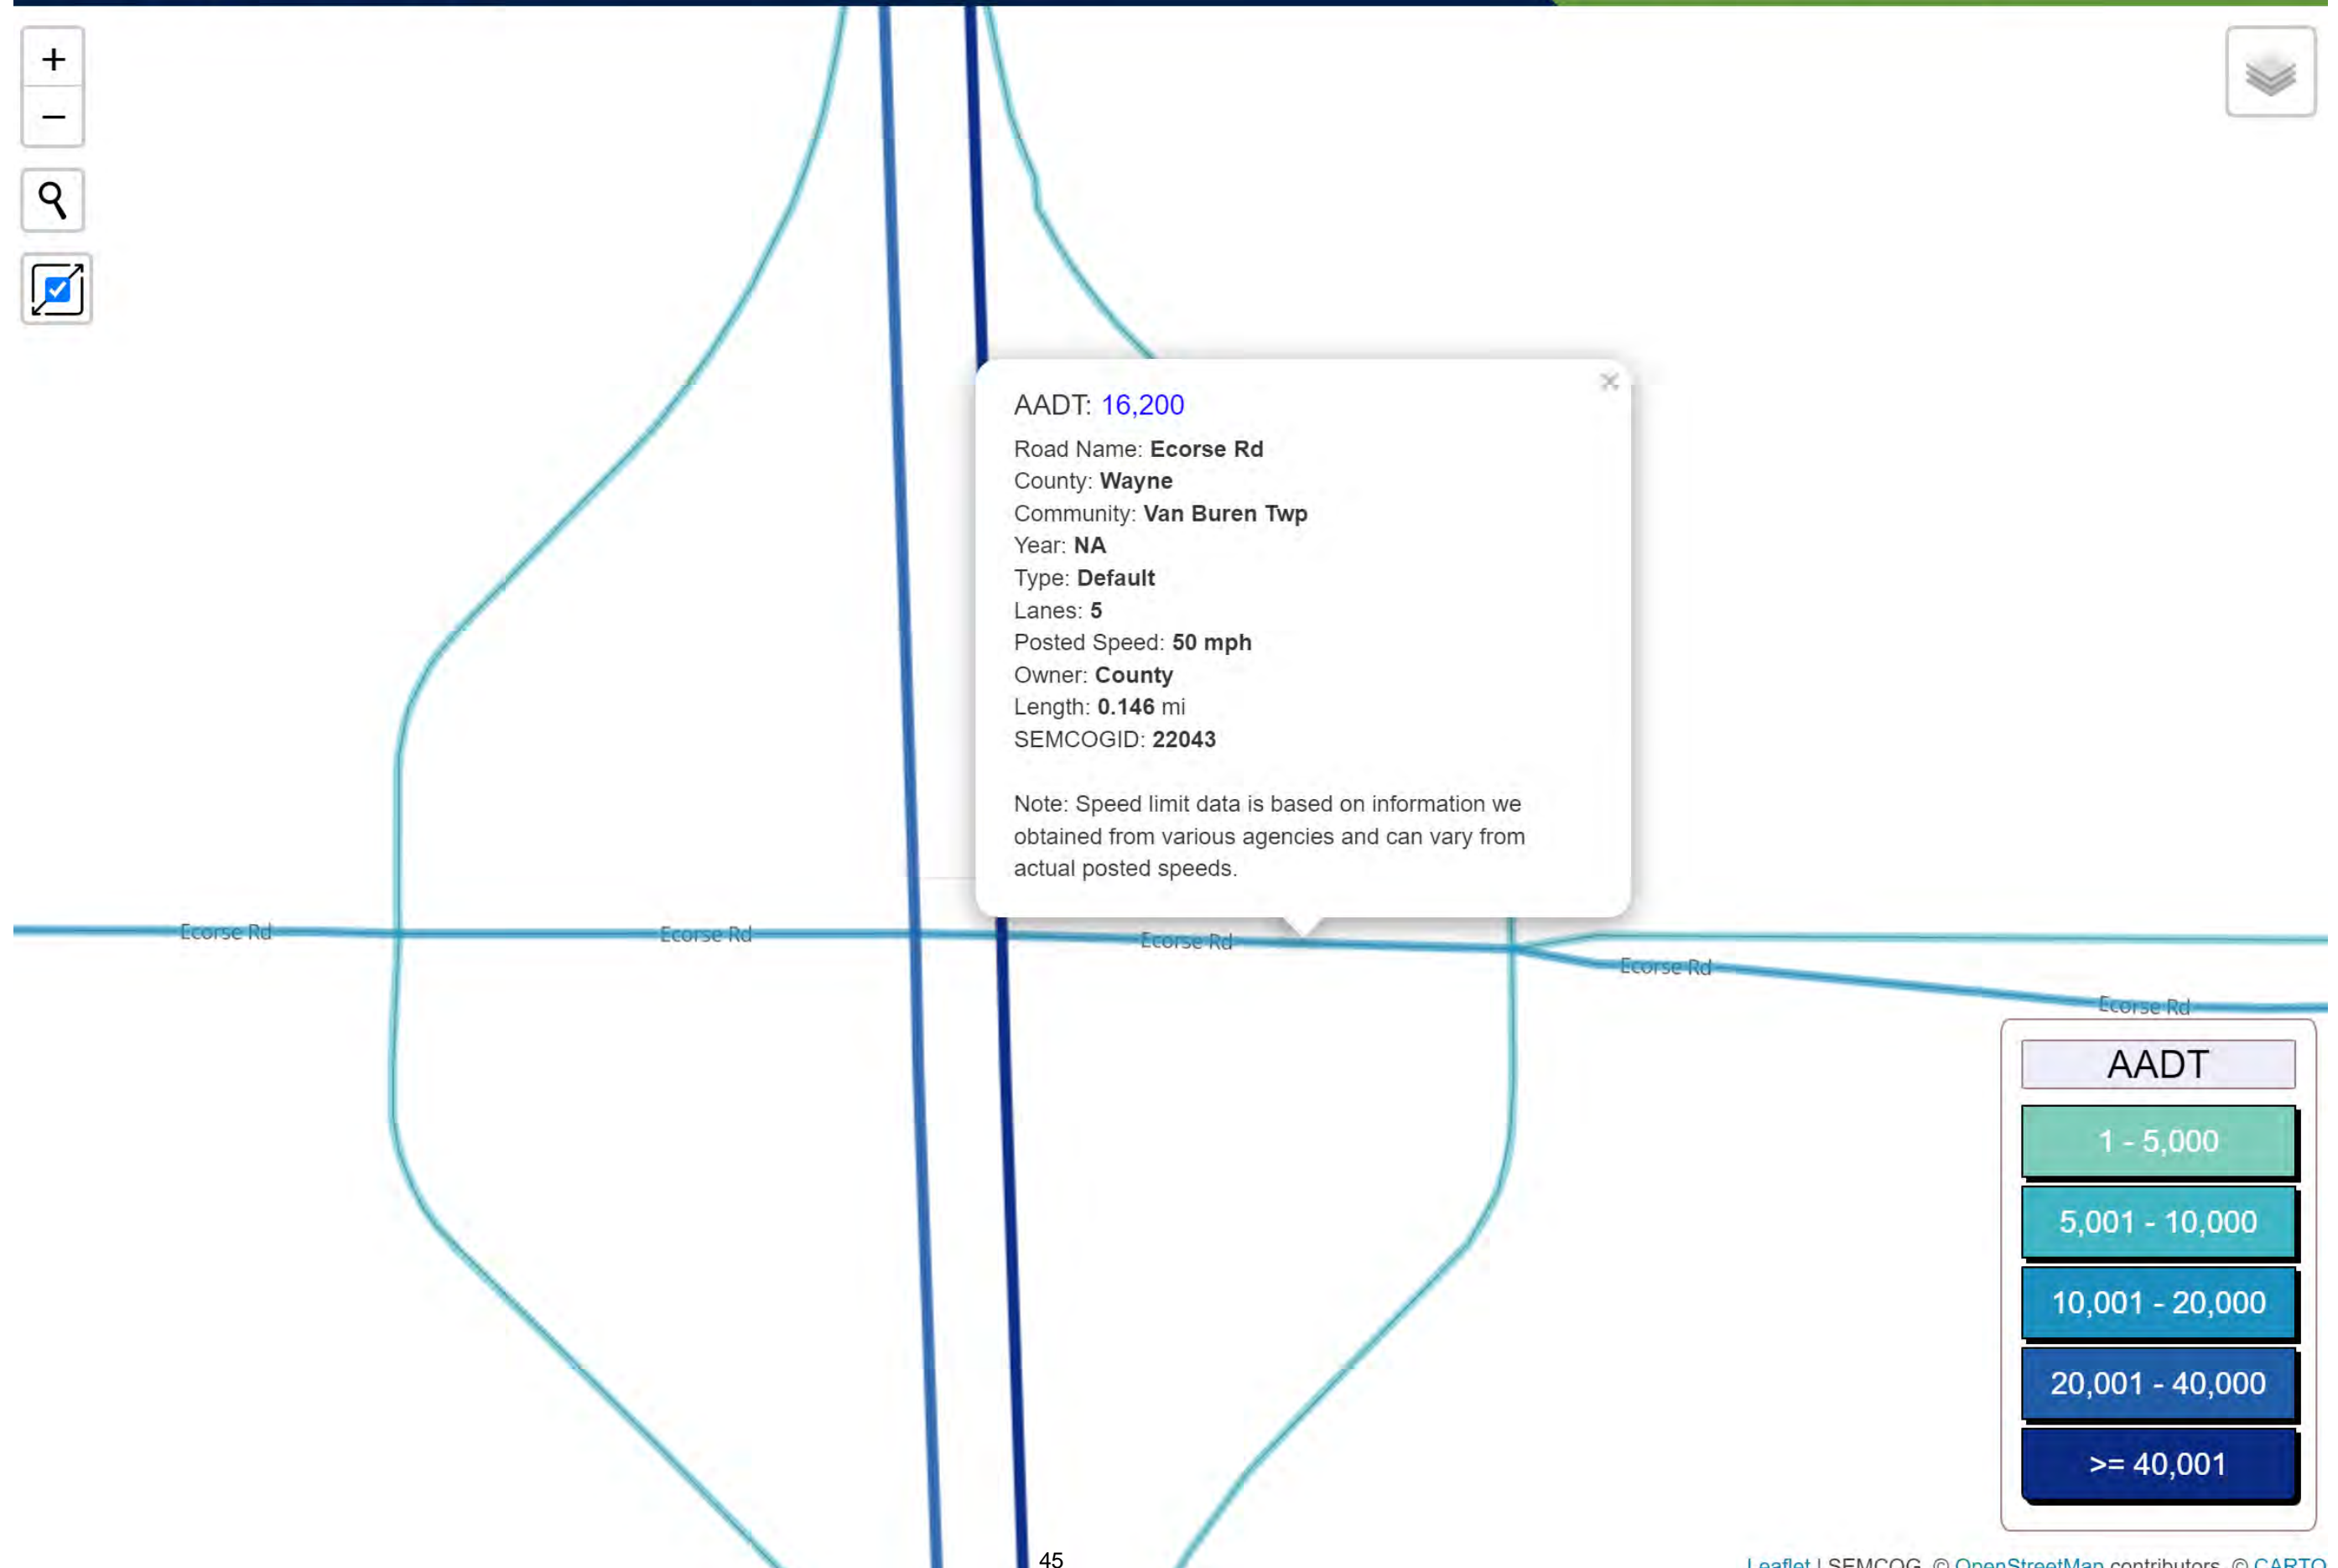 +
−
AADT: 16,200
Road Name: Ecorse Rd
County: Wayne
Community: Van Buren Twp
Year: NA
Type: Default
Lanes: 5
Posted Speed: 50 mph
Owner: County
Length: 0.146 mi
SEMCOGID: 22043
Note: Speed limit data is based on information we
obtained from various agencies and can vary from
actual posted speeds.
Ecorse Rd
Ecorse Rd
Ecorse Rd
Ecorse Rd
Ecorse Rd
AADT
1 - 5,000
5,001 - 10,000
10,001 - 20,000
20,001 - 40,000
>= 40,001
45
Leaflet | SEMCOG, © OpenStreetMap contributors, © CARTO